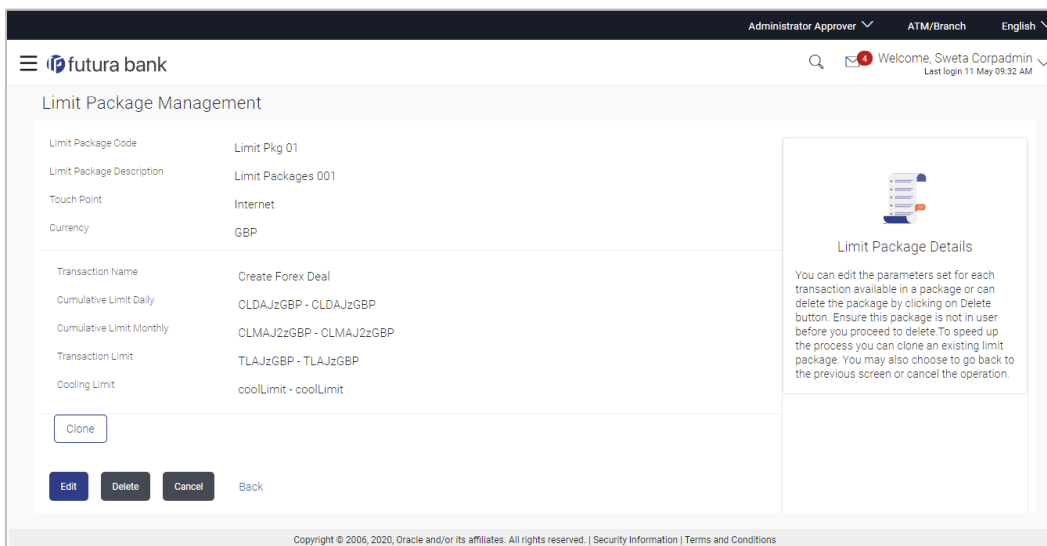 Administrator Approver ATM/Branch English
futura bank
4 Welcome, Sweta Corpadmin
Last login 11 May 09:32 AM
Limit Package Management
Limit Package Code Limit Pkg 01
Limit Package Description Limit Packages 001
Touch Point Internet
Currency GBP
Transaction Name Create Forex Deal
Cumulative Limit Daily CLDAJzGBP - CLDAJzGBP
Cumulative Limit Monthly CLMAJ2zGBP - CLMAJ2zGBP
Transaction Limit TLAJzGBP - TLAJzGBP
Cooling Limit coolLimit - coolLimit
Clone
Edit Delete Cancel Back
Limit Package Details
You can edit the parameters set for each
transaction available in a package or can
delete the package by clicking on Delete
button. Ensure this package is not in user
before you proceed to delete.To speed up
the process you can clone an existing limit
package. You may also choose to go back to
the previous screen or cancel the operation.
Copyright © 2006, 2020, Oracle and/or its affiliates. All rights reserved. | Security Information | Terms and Conditions